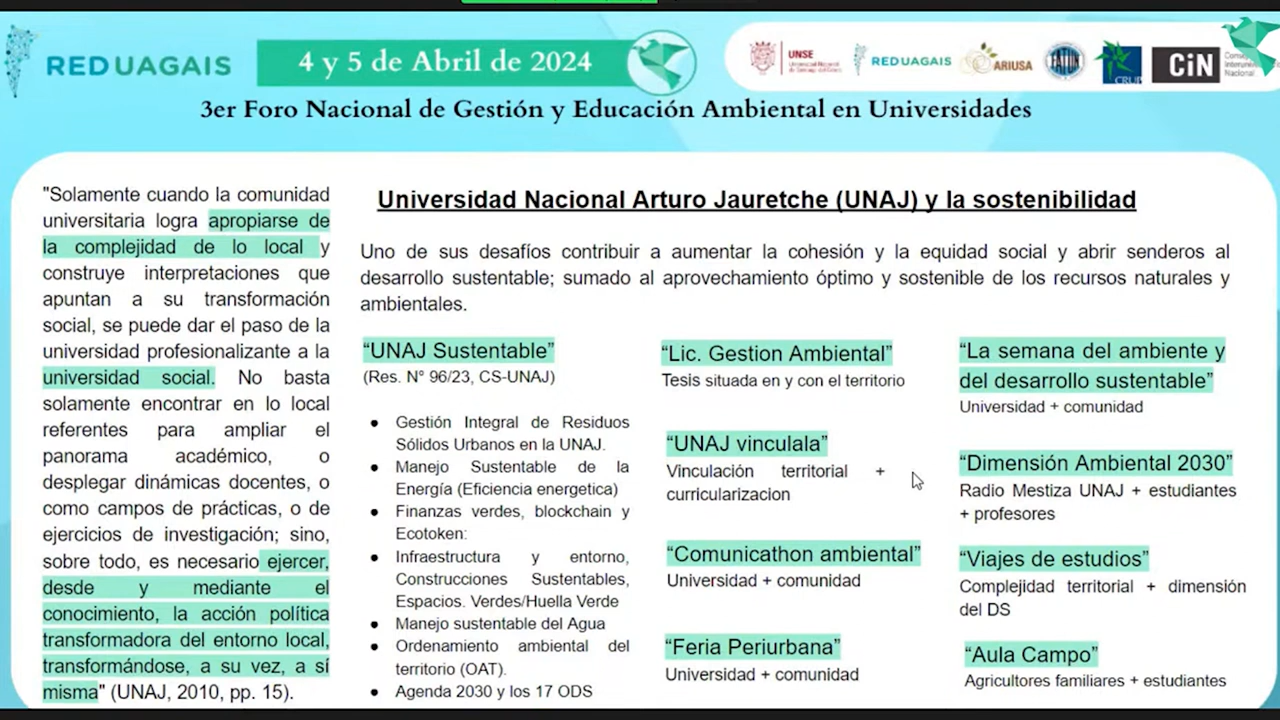 REDUAGAIS
4 y 5 de Abril de 2024
UNSE
REDUAGAIS
ARIUSA
CRUP
CiN
Nacional
3er Foro Nacional de Gestión y Educación Ambiental en Universidades
"Solamente cuando la comunidad
universitaria logra apropiarse de
la complejidad de lo local y
construye interpretaciones que
apuntan a su transformación
social, se puede dar el paso de la
universidad profesionalizante a la
universidad social. No basta
solamente encontrar en lo local
referentes para ampliar el
panorama académico, o
desplegar dinámicas docentes, o
como campos de prácticas, o de
ejercicios de investigación; sino,
sobre todo, es necesario ejercer,
desde y mediante el
conocimiento, la acción política
transformadora del entorno local,
transformándose, a su vez, a sí
misma" (UNAJ, 2010, pp. 15).
Universidad Nacional Arturo Jauretche (UNAJ) y la sostenibilidad
Uno de sus desafíos contribuir a aumentar la cohesión y la equidad social y abrir senderos al
desarrollo sustentable; sumado al aprovechamiento óptimo y sostenible de los recursos naturales y
ambientales.
“UNAJ Sustentable”
(Res. N° 96/23, CS-UNAJ)
● Gestión Integral de Residuos
Sólidos Urbanos en la UNAJ.
● Manejo Sustentable de la
Energía (Eficiencia energetica)
● Finanzas verdes, blockchain y
Ecotoken:
● Infraestructura y entorno,
Construcciones Sustentables,
Espacios. Verdes/Huella Verde
● Manejo sustentable del Agua
● Ordenamiento ambiental del
territorio (OAT).
● Agenda 2030 y los 17 ODS
“Lic. Gestion Ambiental”
Tesis situada en y con el territorio
“UNAJ vinculala”
Vinculación territorial +
curricularizacion
“Comunicathon ambiental”
Universidad + comunidad
“Feria Periurbana”
Universidad + comunidad
“La semana del ambiente y
del desarrollo sustentable”
Universidad + comunidad
“Dimensión Ambiental 2030”
Radio Mestiza UNAJ + estudiantes
+ profesores
“Viajes de estudios”
Complejidad territorial + dimensión
del DS
“Aula Campo”
Agricultores familiares + estudiantes